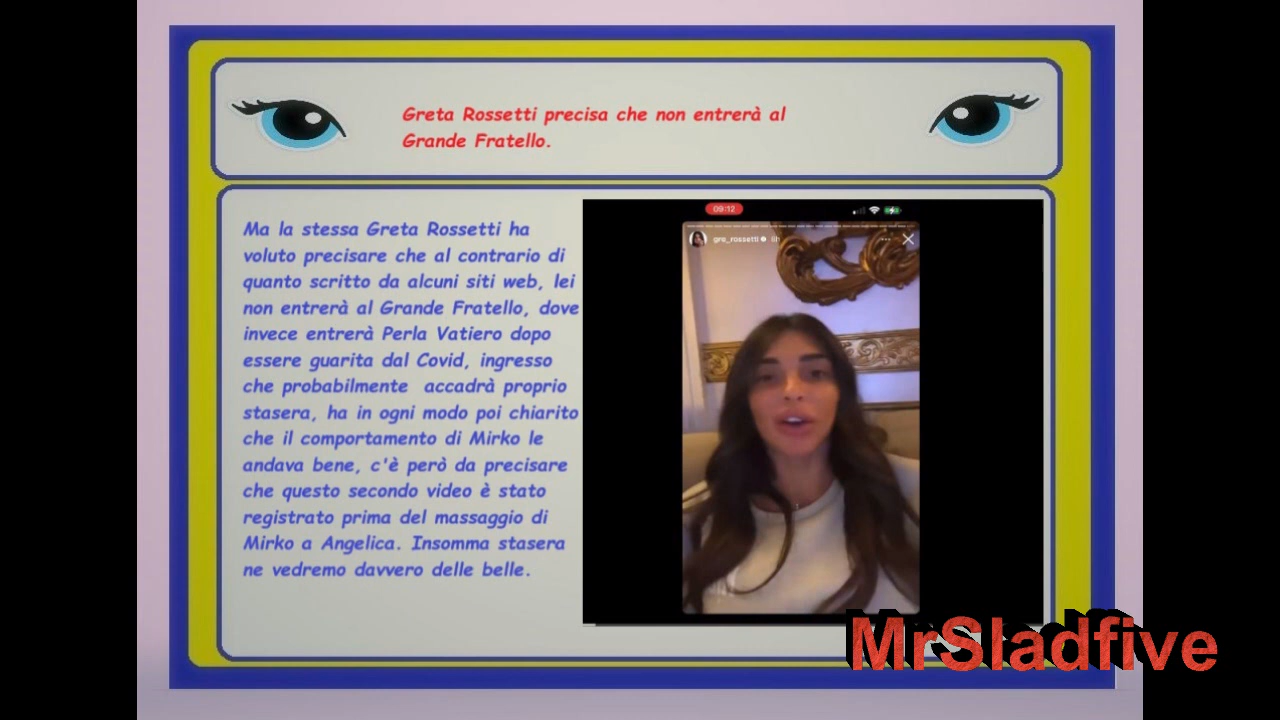 Greta Rossetti precisa che non entrerà al
Grande Fratello.
Ma la stessa Greta Rossetti ha
voluto precisare che al contrario di
quanto scritto da alcuni siti web, lei
non entrerà al Grande Fratello, dove
invece entrerà Perla Vatiero dopo
essere guarita dal Covid, ingresso
che probabilmente  accadrà proprio
stasera, ha in ogni modo poi chiarito
che il comportamento di Mirko le
andava bene, c'è però da precisare
che questo secondo video è stato
registrato prima del massaggio di
Mirko a Angelica. Insomma stasera
ne vedremo davvero delle belle.
09:12
gre_rossetti
MrSladfive